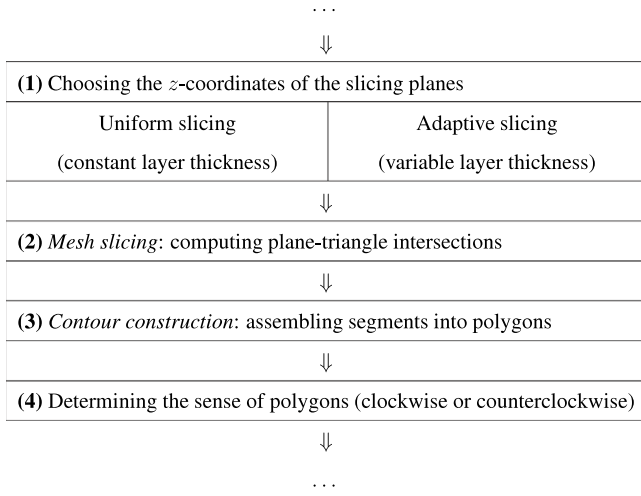 ...
⇓
(1) Choosing the z-coordinates of the slicing planes
Uniform slicing
(constant layer thickness)
Adaptive slicing
(variable layer thickness)
⇓
(2) Mesh slicing: computing plane-triangle intersections
⇓
(3) Contour construction: assembling segments into polygons
⇓
(4) Determining the sense of polygons (clockwise or counterclockwise)
⇓
...